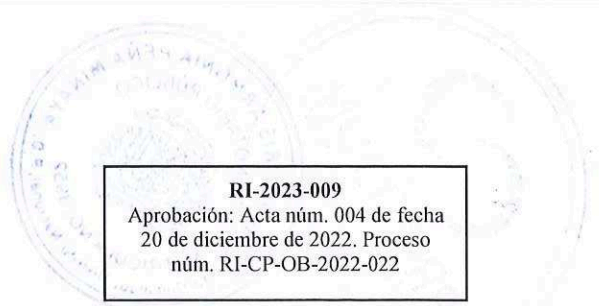 RI-2023-009
Aprobación: Acta núm. 004 de fecha
20 de diciembre de 2022. Proceso
núm. RI-CP-OB-2022-022